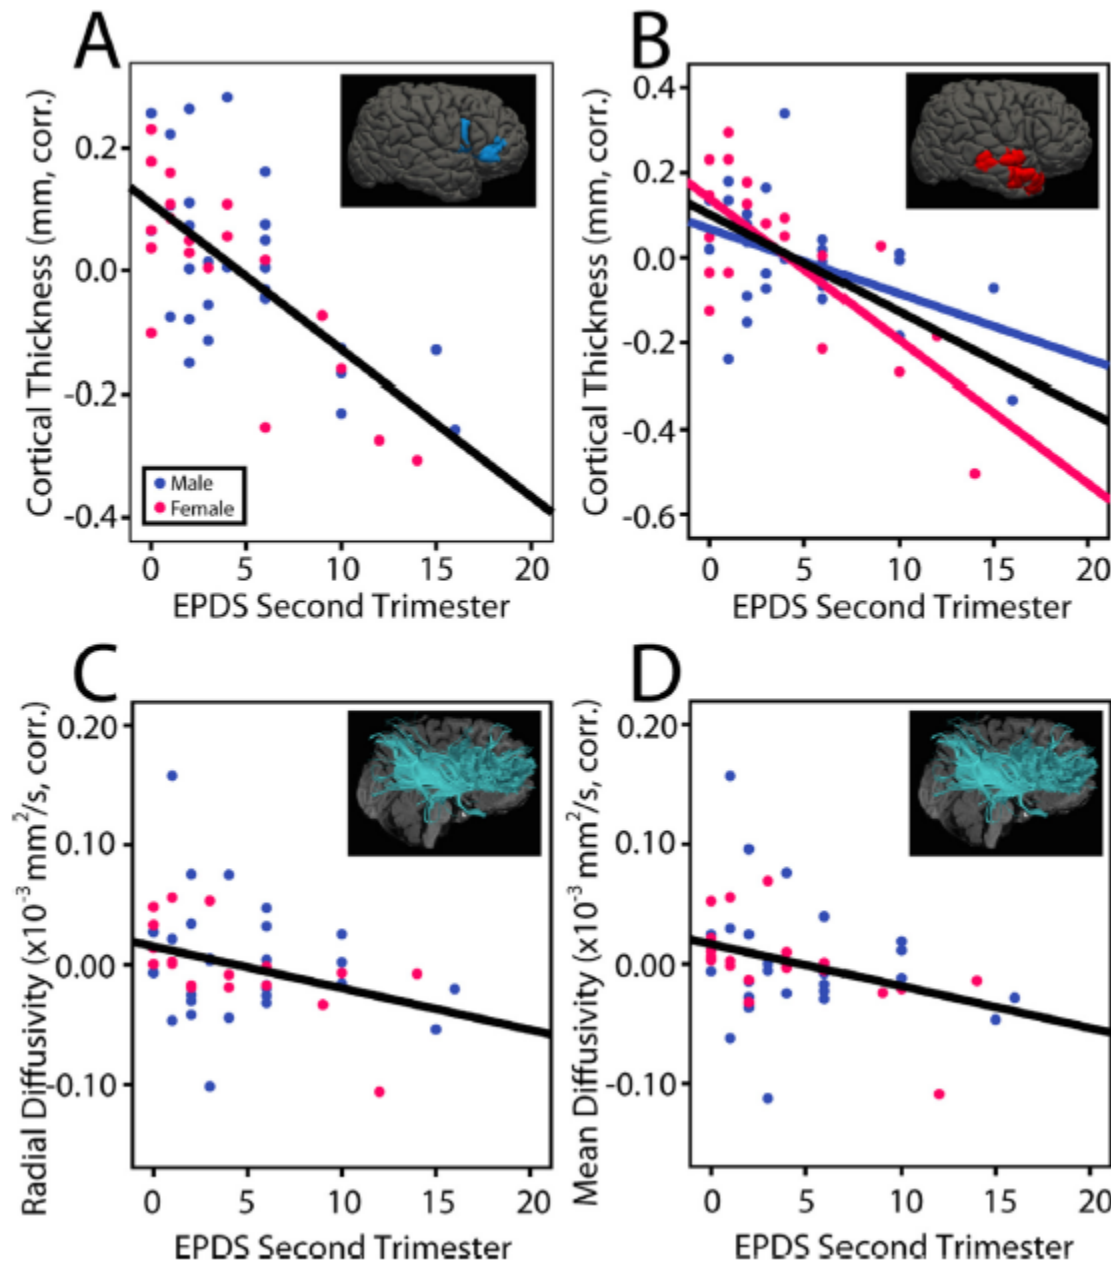 A
B
Cortical Thickness (mm, corr.)
0.2
0.0
-0.2
-0.4
Male
Female
0 5 10 15 20
EPDS Second Trimester
Cortical Thickness (mm, corr.)
0.4
0.2
0.0
-0.2
-0.4
-0.6
0 5 10 15 20
EPDS Second Trimester
C
D
Radial Diffusivity (x10⁻³ mm²/s, corr.)
0.20
0.10
0.00
-0.10
0 5 10 15 20
EPDS Second Trimester
Mean Diffusivity (x10⁻³ mm²/s, corr.)
0.20
0.10
0.00
-0.10
0 5 10 15 20
EPDS Second Trimester